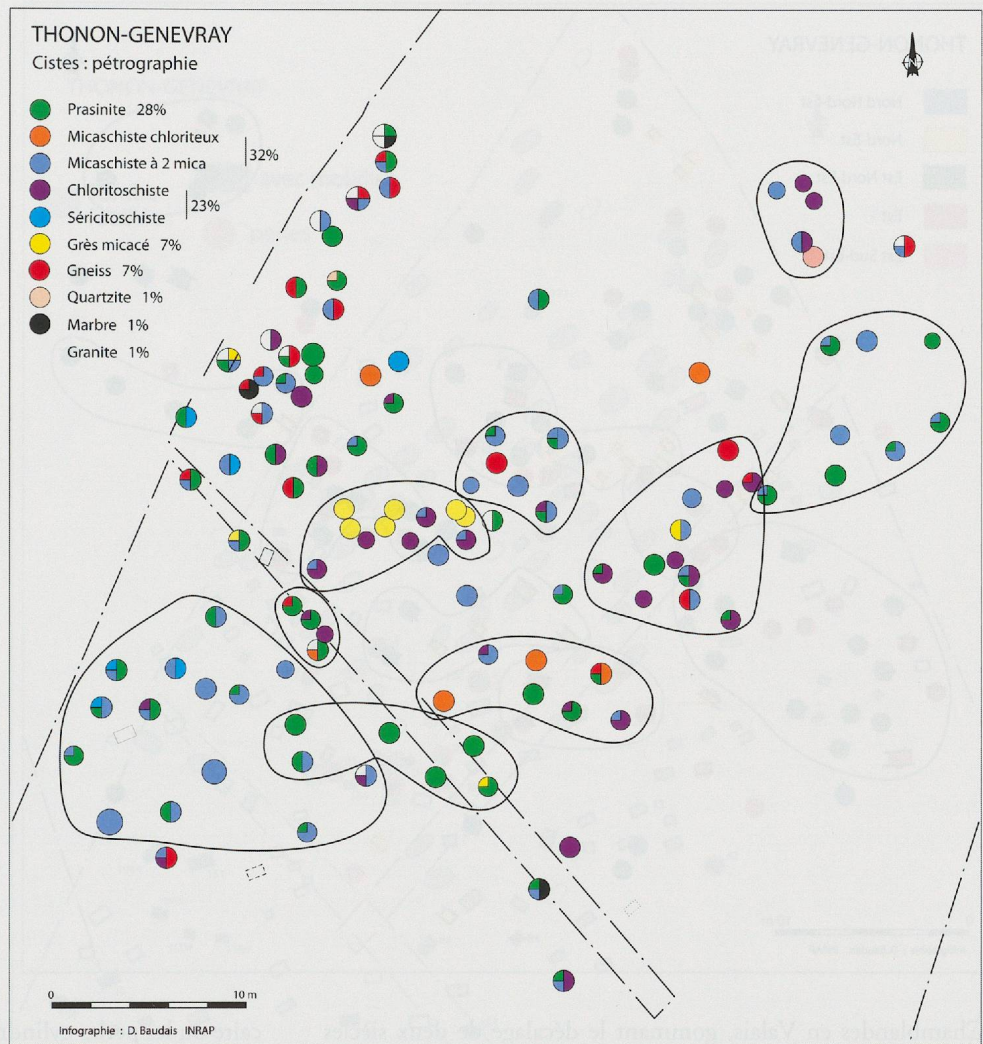 THONON-GENEVRAY
Cistes : pétrographie
Prasinite 28%
Micaschiste chloriteux
32%
Micaschiste à 2 mica
Chloritoschiste
23%
Séricitoschiste
Grès micacé 7%
Gneiss 7%
Quartzite 1%
Marbre 1%
Granite 1%
0 10 m
Infographie : D. Baudais INRAP